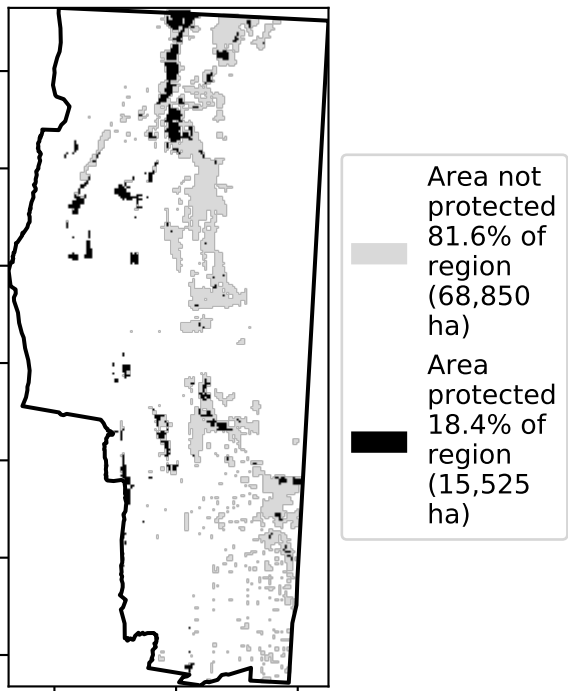 Area not
protected
81.6% of
region
(68,850
ha)
Area
protected
18.4% of
region
(15,525
ha)